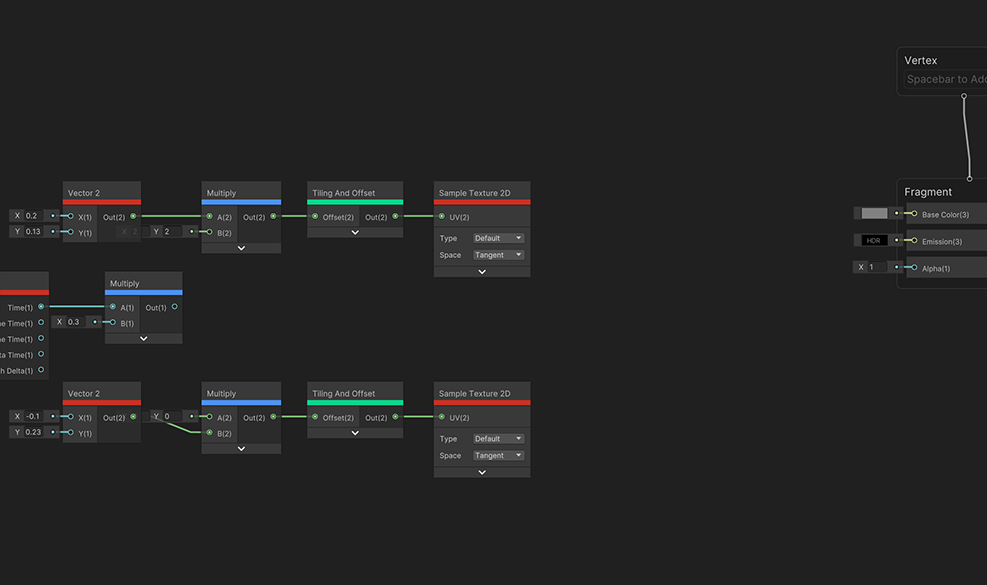 Vertex
Spacebar to Add
Vector 2
Multiply
Tiling And Offset
Sample Texture 2D
Fragment
X 0.2
X(1)
Out(2)
A(2)
Out(2)
Offset(2)
Out(2)
UV(2)
Base Color(3)
Y 0.13
Y(1)
X 2
Y 2
B(2)
Type
Default
HDR
Emission(3)
Space
Tangent
X 1
Alpha(1)
Multiply
Time(1)
A(1)
Out(1)
e Time(1)
X 0.3
B(1)
e Time(1)
ta Time(1)
h Delta(1)
Vector 2
Multiply
Tiling And Offset
Sample Texture 2D
X -0.1
X(1)
Out(2)
Y 0
A(2)
Out(2)
Offset(2)
Out(2)
UV(2)
Y 0.23
Y(1)
B(2)
Type
Default
Space
Tangent